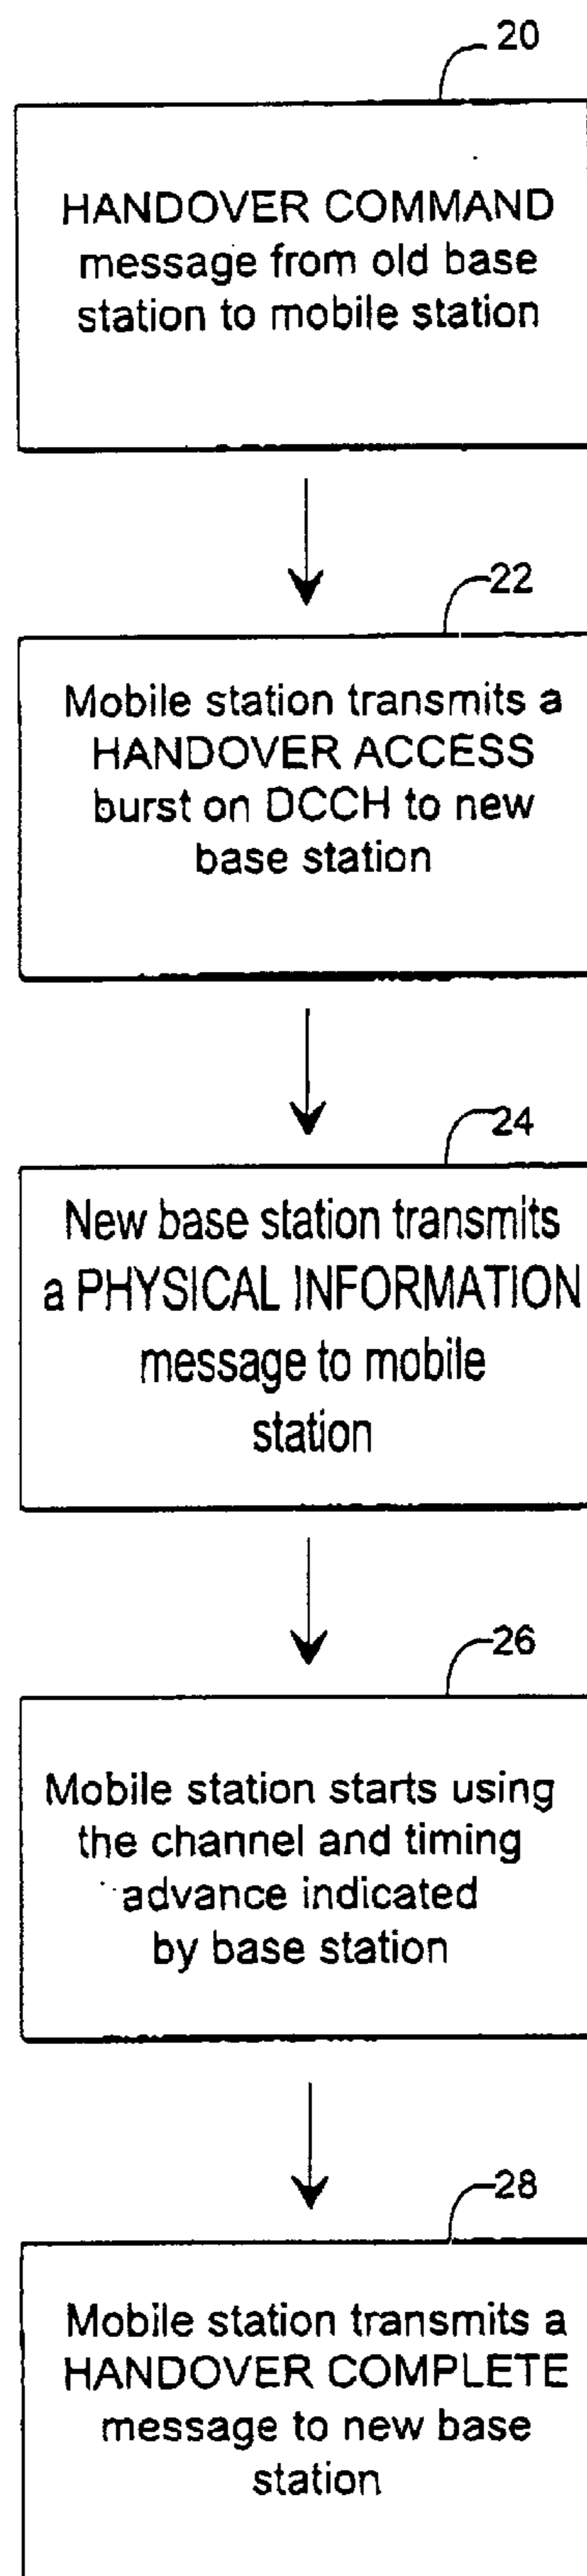 20
HANDOVER COMMAND
message from old base
station to mobile station
22
Mobile station transmits a
HANDOVER ACCESS
burst on DCCH to new
base station
24
New base station transmits
a PHYSICAL INFORMATION
message to mobile
station
26
Mobile station starts using
the channel and timing
advance indicated
by base station
28
Mobile station transmits a
HANDOVER COMPLETE
message to new base
station